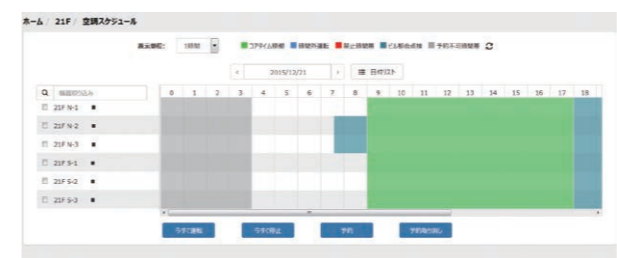 ホーム / 21F / 空調スケジュール
表示単位: 1時間 コアタイム稼働 時間外運転 禁止時間帯 ビル都合点検 予約不可時間帯
2015/12/21 日付リスト
0 1 2 3 4 5 6 7 8 9 10 11 12 13 14 15 16 17 18
21F N-1
21F N-2
21F N-3
21F S-1
21F S-2
21F S-3
今すぐ運転 今すぐ停止 予約 予約取り消し